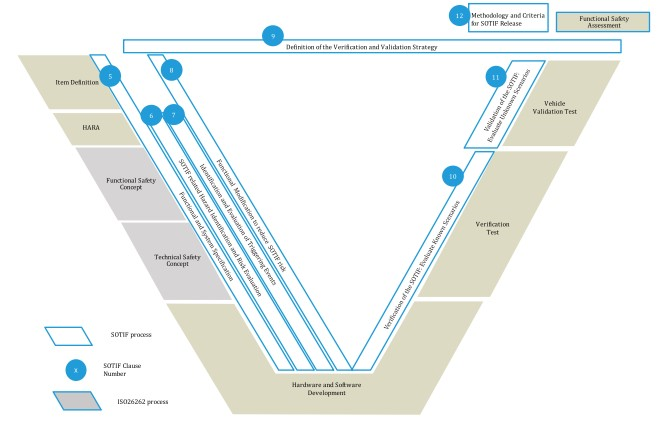 12
Methodology and Criteria
for SOTIF Release
Functional Safety
Assessment
9
Definition of the Verification and Validation Strategy
5
8
6
7
11
10
Item Definition
HARA
Functional Safety
Concept
Technical Safety
Concept
Functional and System Specification
SOTIF related Hazard Identification and Risk Evaluation
Identification and Evaluation of Triggering Events
Functional Modification to reduce SOTIF risk
Verification of the SOTIF: Evaluate Known Scenarios
Validation of the SOTIF:
Evaluate Unknown Scenarios
Vehicle
Validation Test
Verification
Test
Hardware and Software
Development
SOTIF process
X
SOTIF Clause
Number
ISO26262 process